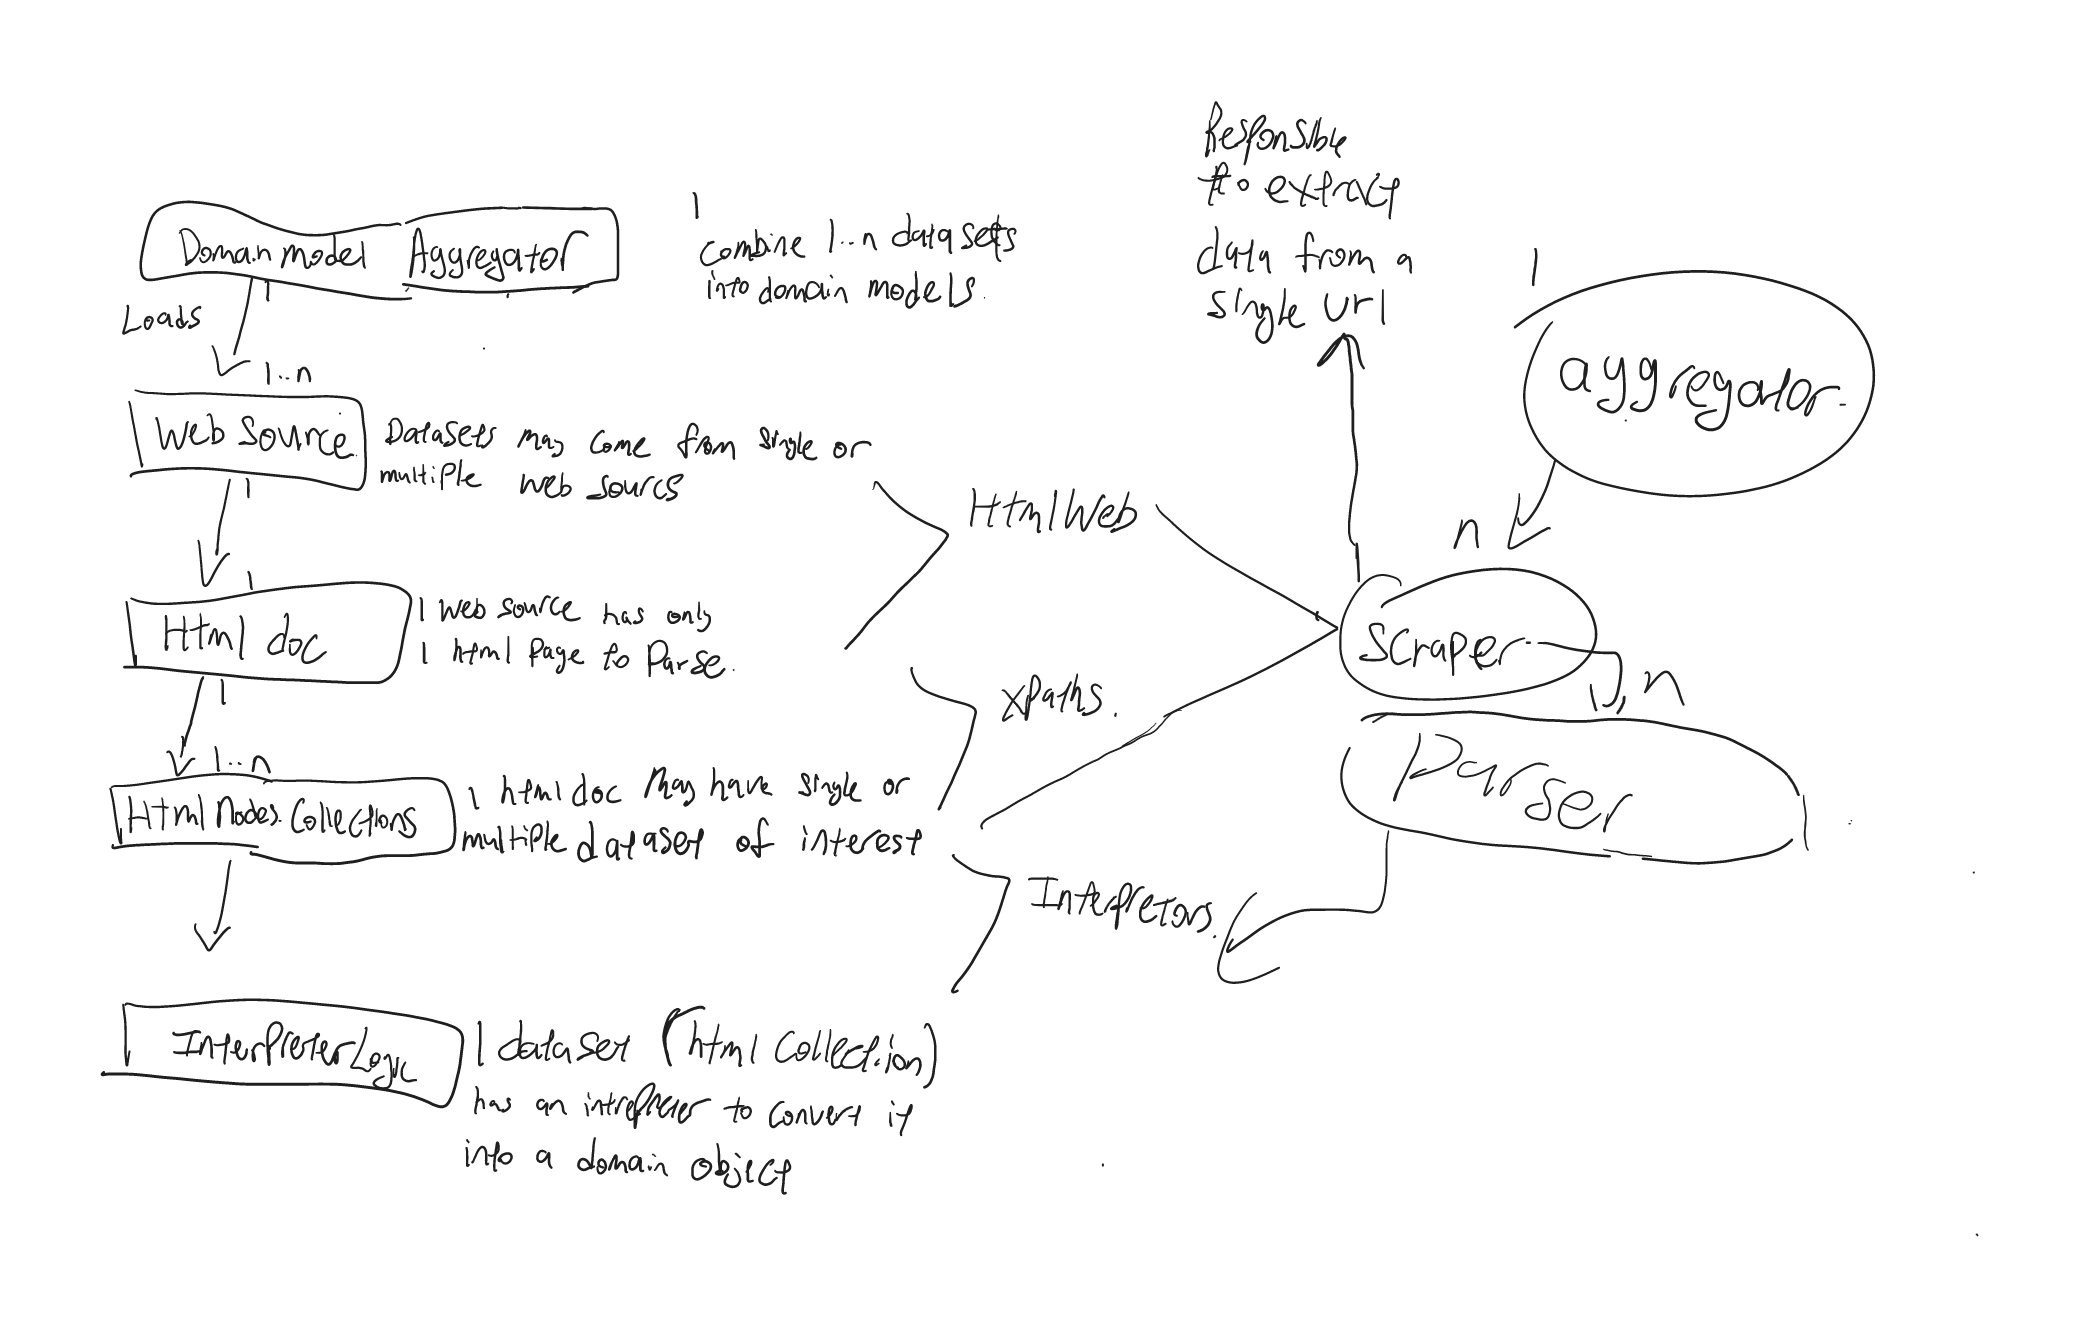 Doman model Aggregator
1
combine 1..n datasets
into domain models.
Loads
1
1..n
Web Source
Datasets may come from single or
multiple web sourcs
1
1
Html doc
1 web source has only
1 html page to parse.
1
1..n
Html Nodes Collections
1 html doc may have single or
multiple dataset of interest
Interpreter Logic
1 dataset (html collection)
has an intrepreter to convert it
into a domain object
HtmlWeb
XPaths.
Interpretors.
Responsible
to extract
data from a
single url
1
aggregator
n
Scraper
1, n
Parser